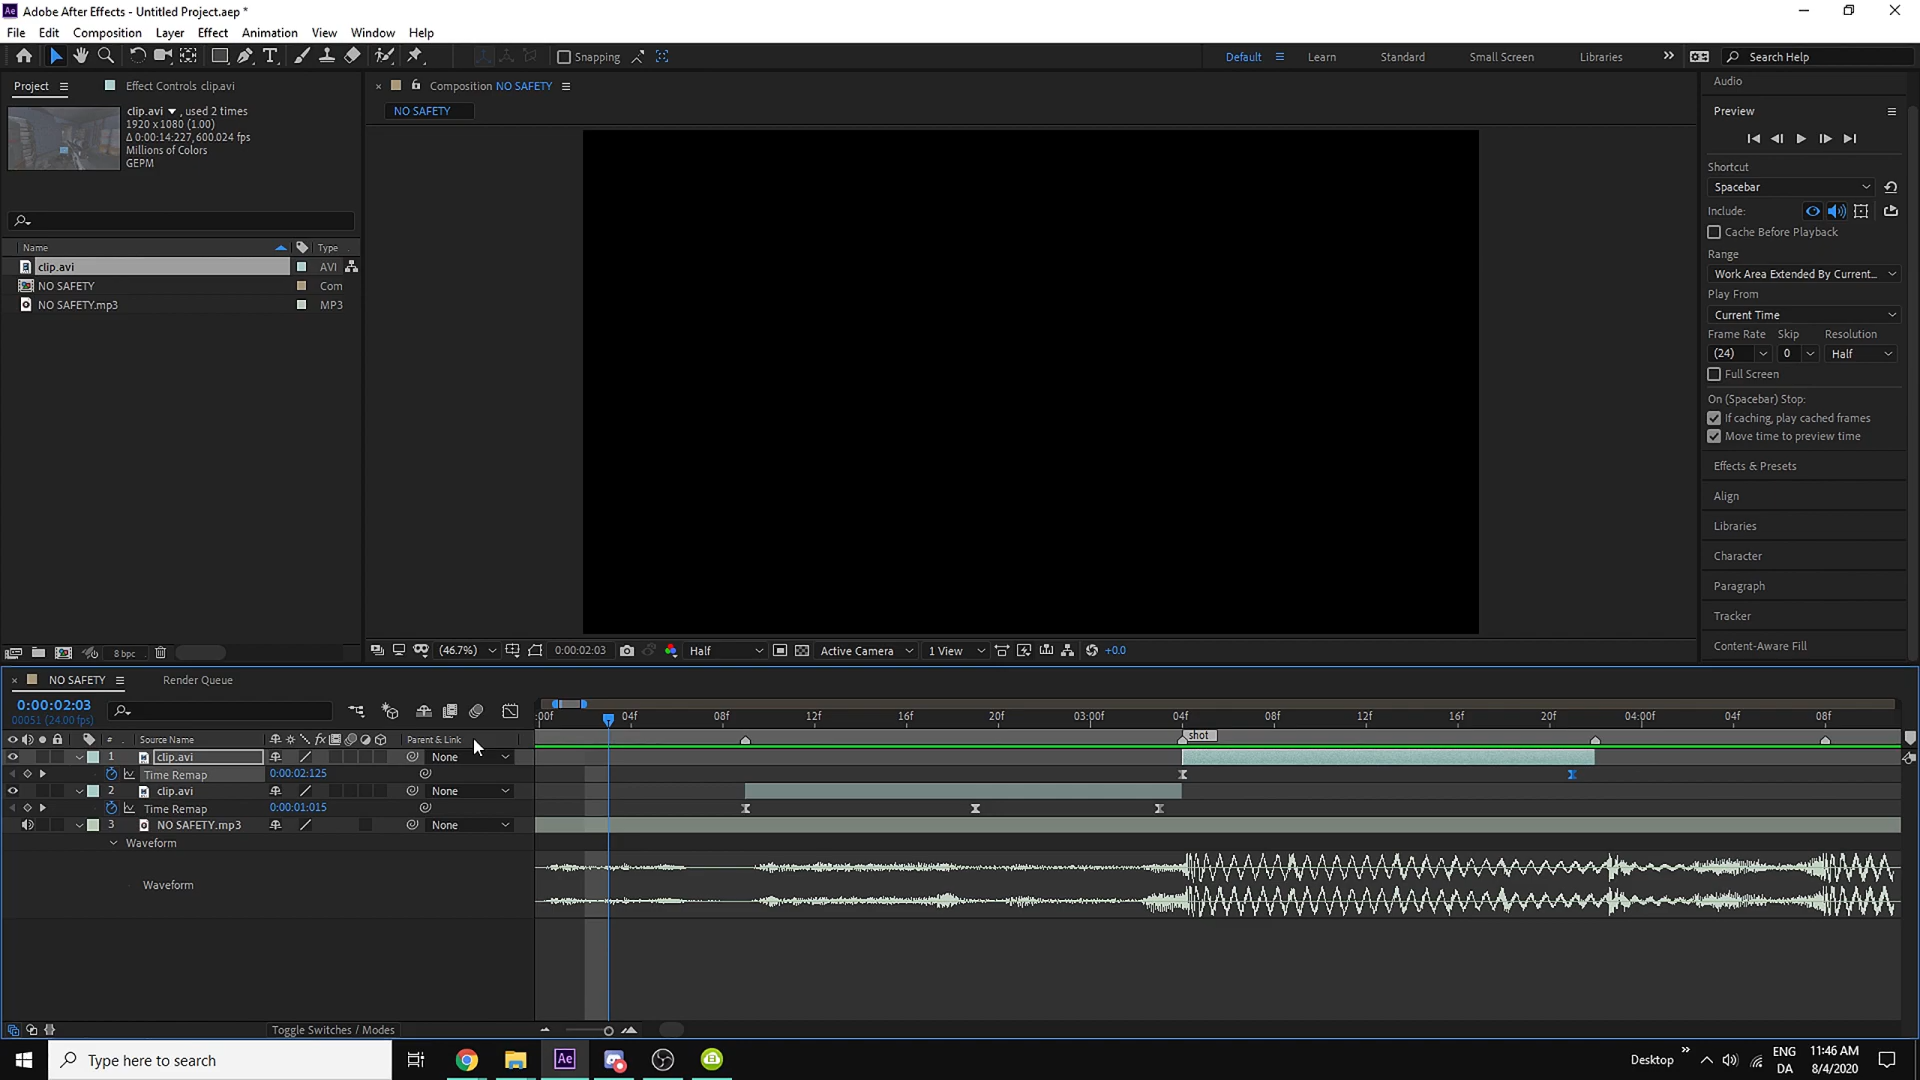 Adobe After Effects - Untitled Project.aep *
File Edit Composition Layer Effect Animation View Window Help
Snapping
Default Learn Standard Small Screen Libraries Search Help
Project Effect Controls clip.avi
clip.avi , used 2 times
1920 x 1080 (1.00)
Δ 0:00:14:227, 600.024 fps
Millions of Colors
GEPM
Name Type
clip.avi AVI
NO SAFETY Com
NO SAFETY.mp3 MP3
8 bpc
Composition NO SAFETY
NO SAFETY
(46.7%) 0:00:02:03 Half Active Camera 1 View +0.0
Audio
Preview
Shortcut
Spacebar
Include:
Cache Before Playback
Range
Work Area Extended By Current...
Play From
Current Time
Frame Rate Skip Resolution
(24) 0 Half
Full Screen
On (Spacebar) Stop:
If caching, play cached frames
Move time to preview time
Effects & Presets
Align
Libraries
Character
Paragraph
Tracker
Content-Aware Fill
NO SAFETY Render Queue
0:00:02:03
00051 (24.00 fps)
:00f 04f 08f 12f 16f 20f 03:00f 04f 08f 12f 16f 20f 04:00f 04f 08f
# Source Name Parent & Link
shot
1 clip.avi None
Time Remap 0:00:02:125
2 clip.avi None
Time Remap 0:00:01:015
3 NO SAFETY.mp3 None
Waveform
Waveform
Toggle Switches / Modes
Type here to search
Ae
Desktop
ENG
DA
11:46 AM
8/4/2020